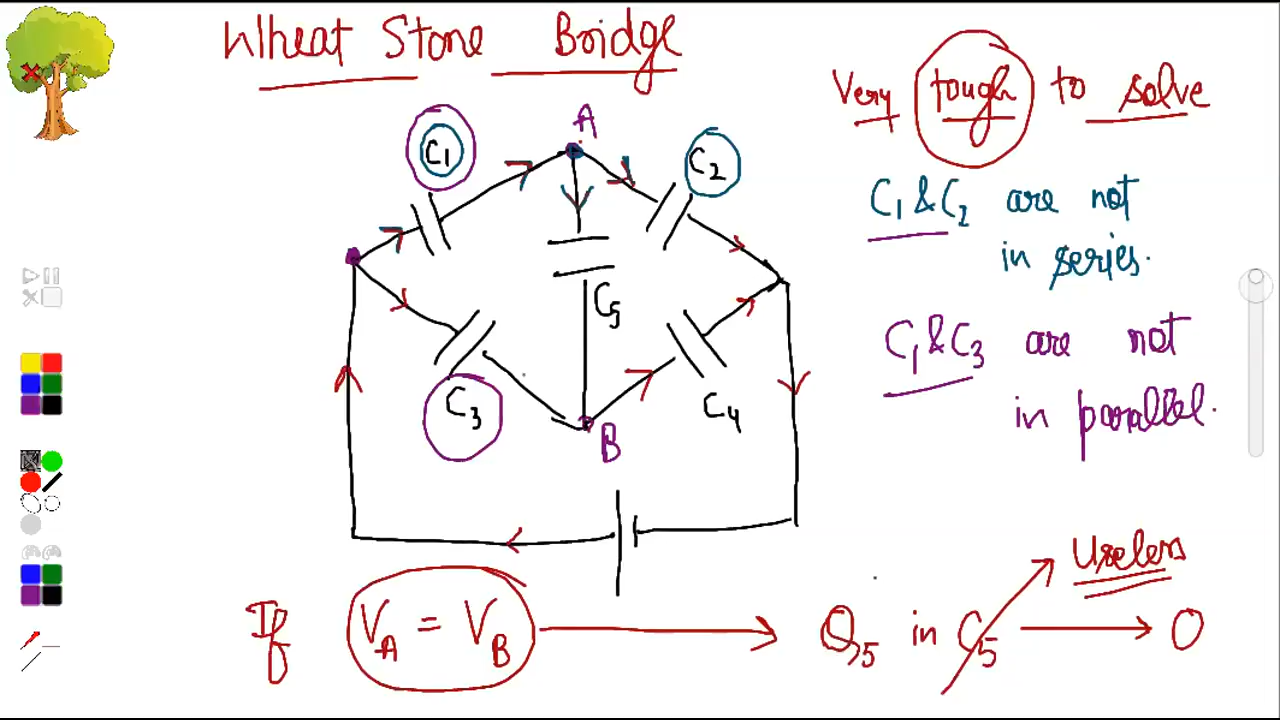 Wheat Stone Bridge
Very tough to solve
A
C1
C2
C1 & C2 are not
in series.
C5
C1 & C3 are not
in parallel.
C3
C4
B
If VA = VB → Q5 in C5 → 0
Useless